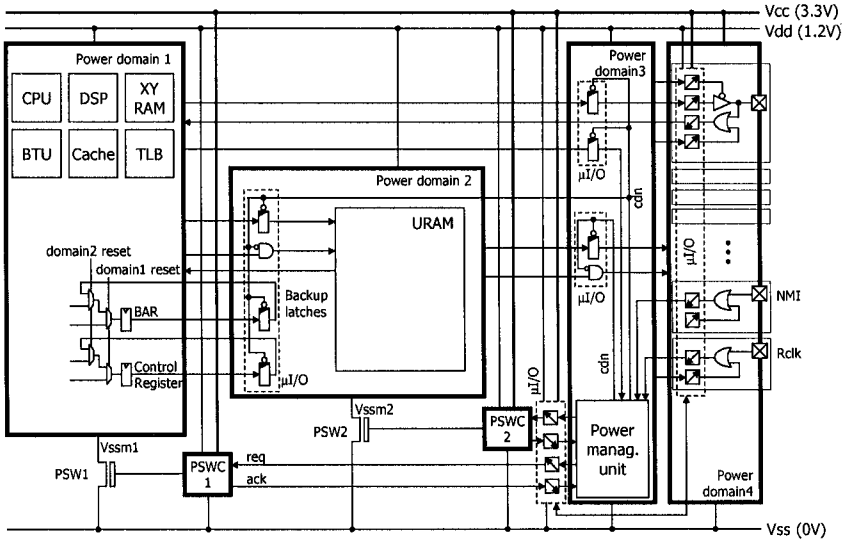 Vcc (3.3V)
Vdd (1.2V)
Power domain 1
Power
domain3
CPU
DSP
XY
RAM
BTU
Cache
TLB
µI/O
Power domain 2
URAM
cdn
µI/O
domain2 reset
domain1 reset
Backup
latches
µI/O
NMI
BAR
Rclk
Control
Register
µI/O
µI/O
cdn
Vssm1
Vssm2
PSW2
PSWC
2
Power
manag.
unit
PSW1
PSWC
1
req
ack
Power
domain4
Vss (0V)